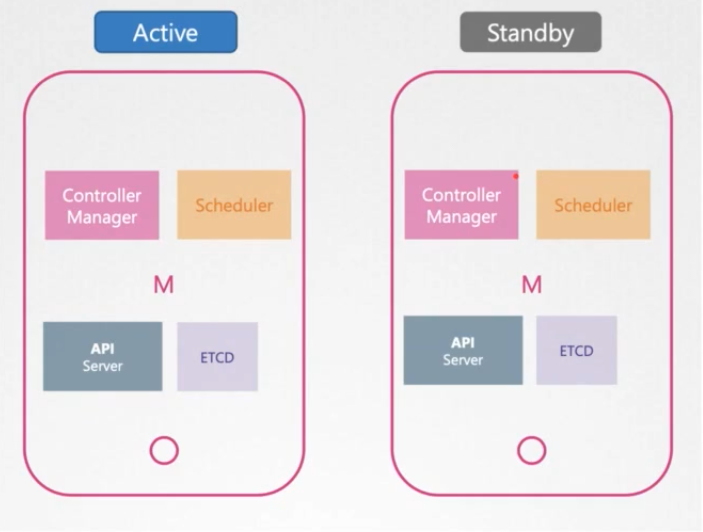 Active
Standby
Controller
Manager
Scheduler
Controller
Manager
Scheduler
M
M
API
Server
ETCD
API
Server
ETCD